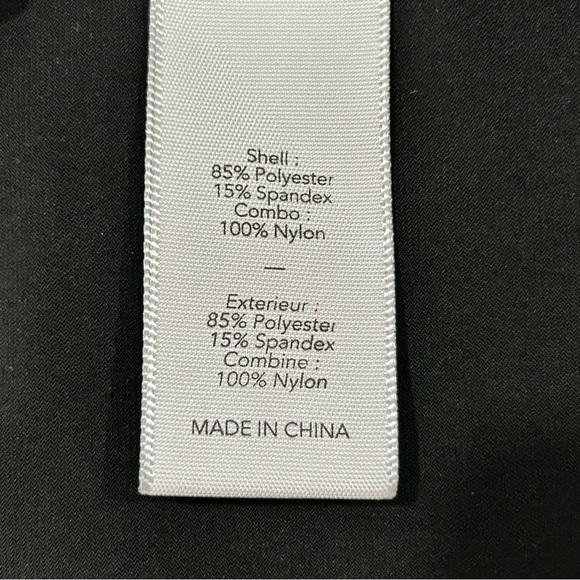 Shell :
85% Polyester
15% Spandex
Combo :
100% Nylon
—
Exterieur :
85% Polyester
15% Spandex
Combine :
100% Nylon
MADE IN CHINA